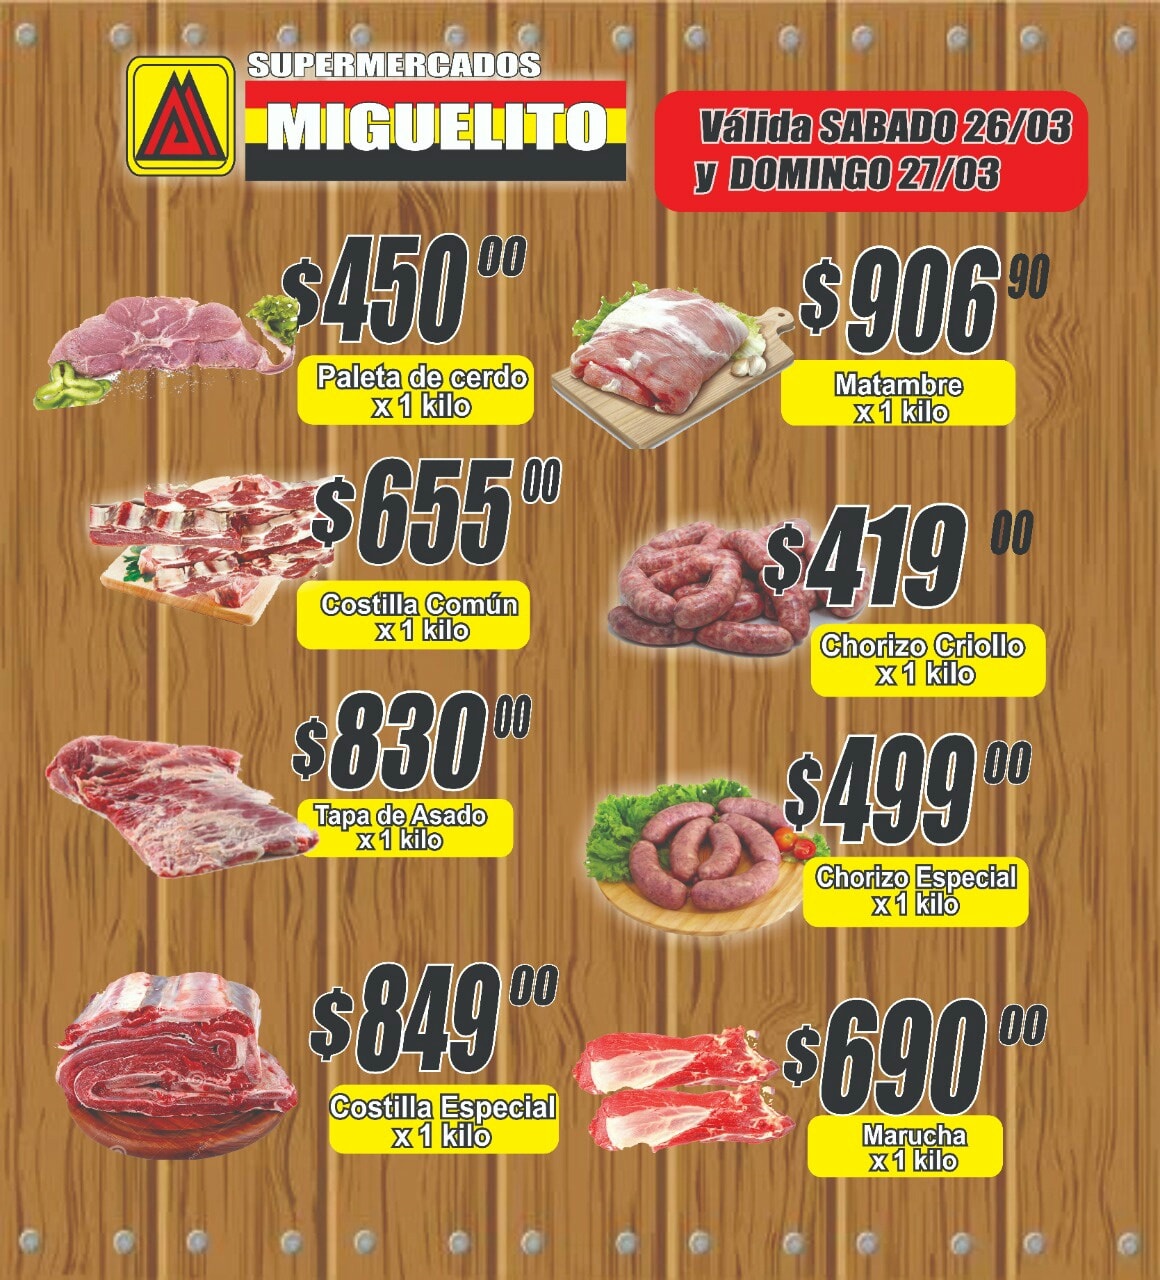 SUPERMERCADOS
MIGUELITO
Válida SABADO 26/03
y DOMINGO 27/03
$450 00
Paleta de cerdo
x 1 kilo
$906 90
Matambre
x 1 kilo
$655 00
Costilla Común
x 1 kilo
$419 00
Chorizo Criollo
x 1 kilo
$830 00
Tapa de Asado
x 1 kilo
$499 00
Chorizo Especial
x 1 kilo
$849 00
Costilla Especial
x 1 kilo
$690 00
Marucha
x 1 kilo